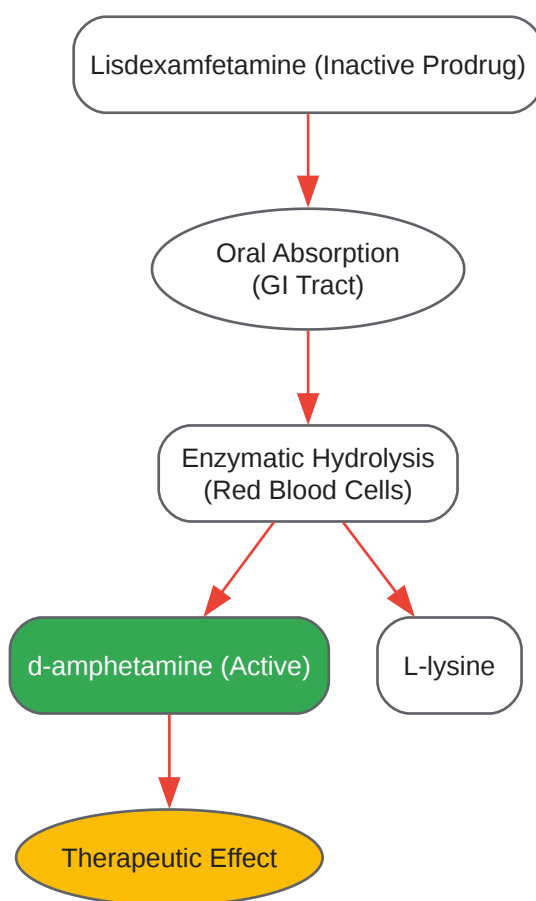 Lisdexamfetamine (Inactive Prodrug)
Oral Absorption
(GI Tract)
Enzymatic Hydrolysis
(Red Blood Cells)
d-amphetamine (Active)
L-lysine
Therapeutic Effect